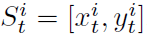 $S_t^i = [x_t^i, y_t^i]$